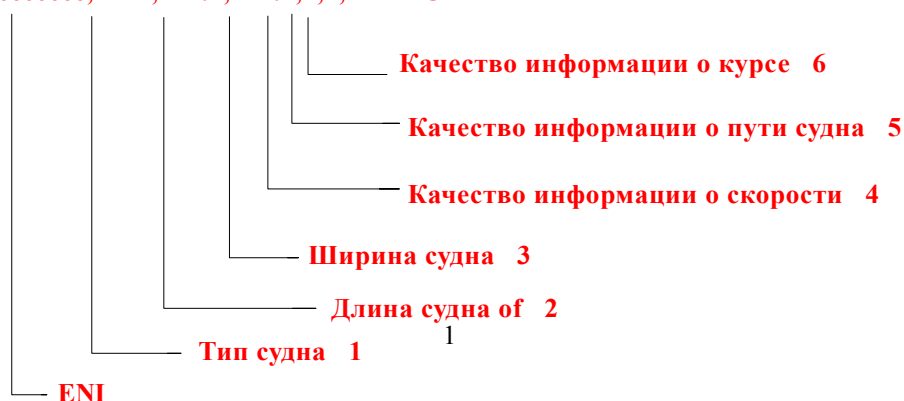 Качество информации о курсе 6
Качество информации о пути судна 5
Качество информации о скорости 4
Ширина судна 3
Длина судна of 2
1
Тип судна 1
ENI